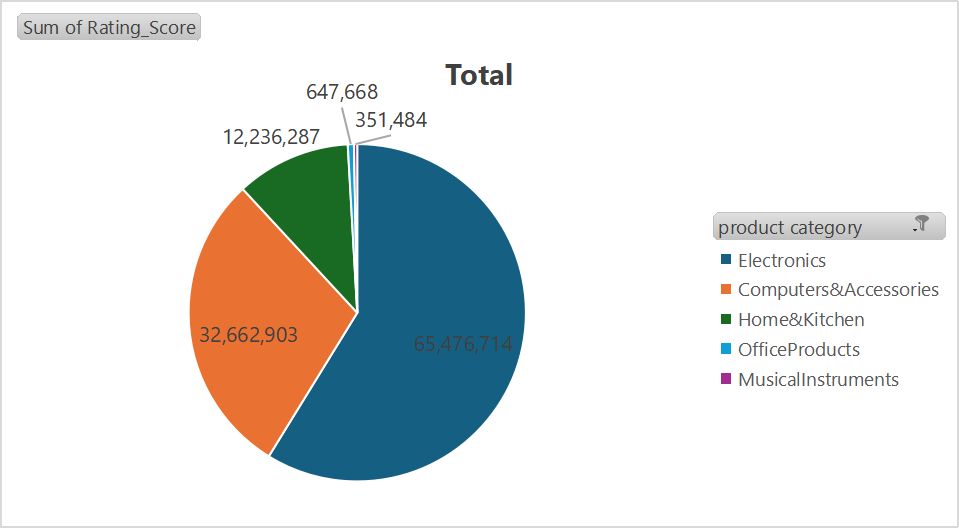 Sum of Rating_Score
Total
647,668
351,484
12,236,287
32,662,903
65,476,714
product category
Electronics
Computers&Accessories
Home&Kitchen
OfficeProducts
MusicalInstruments